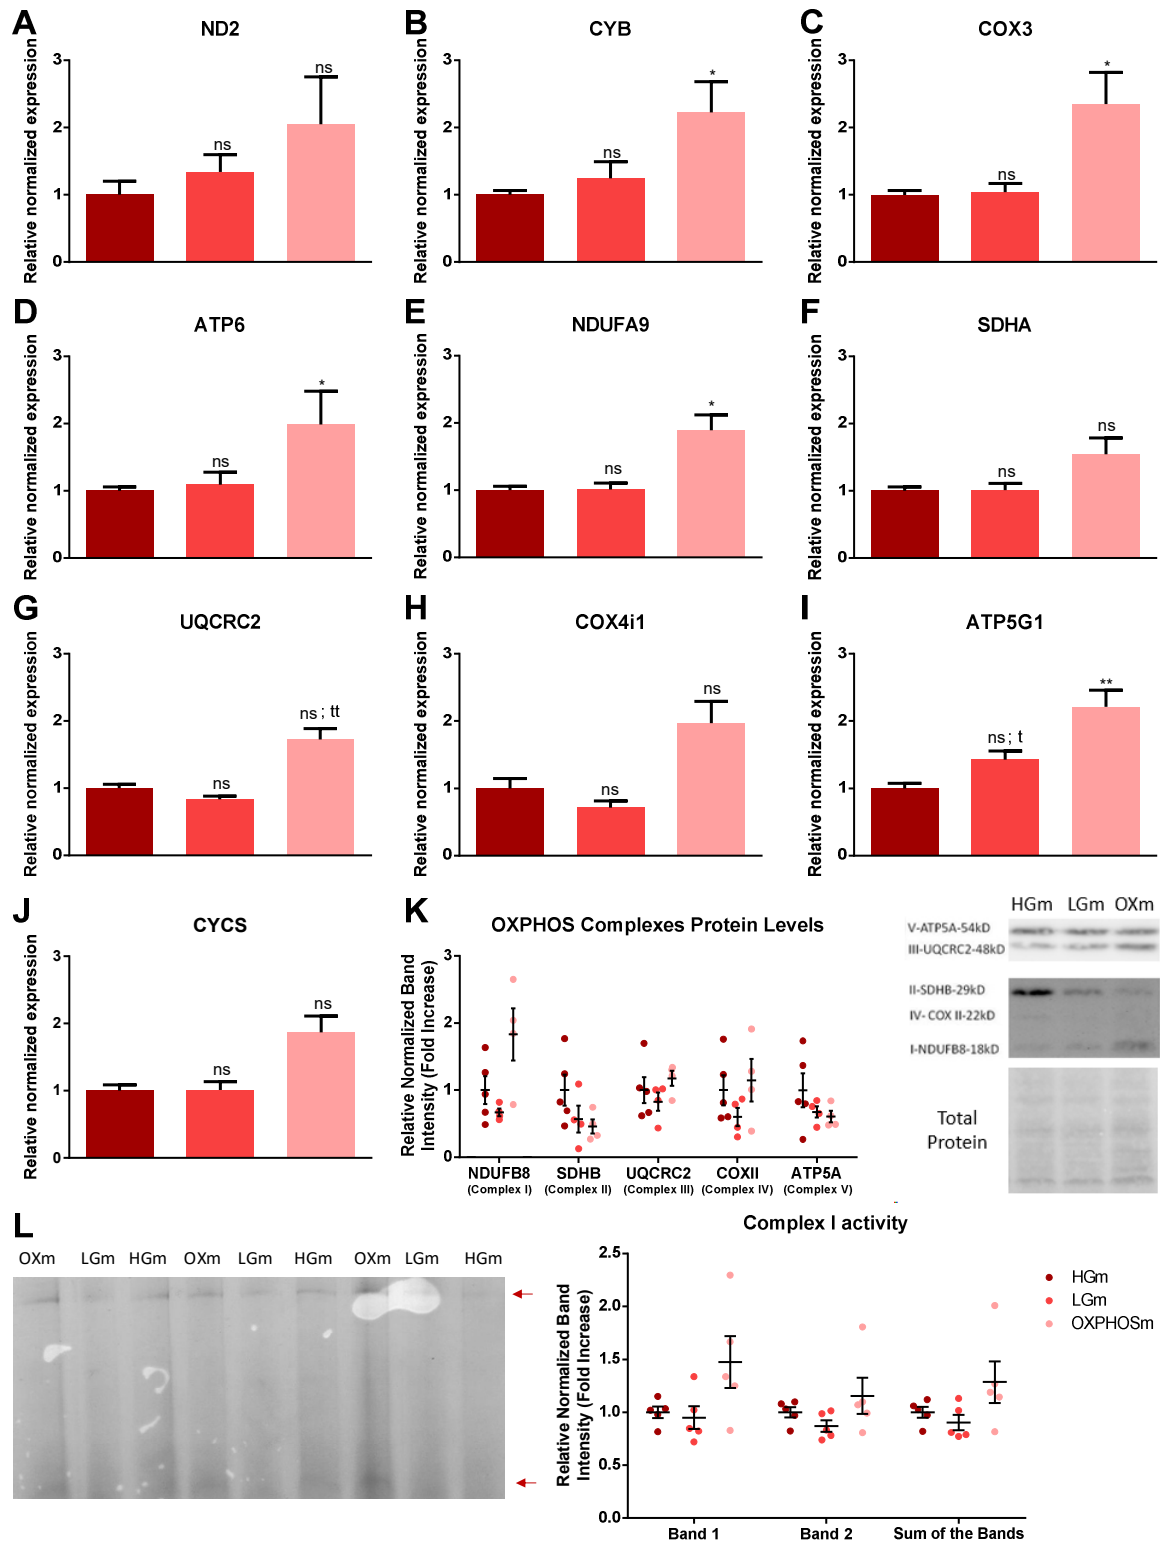 A
ND2
Relative normalized expression
3
2
1
0
ns
ns
B
CYB
Relative normalized expression
3
2
1
0
ns
*
C
COX3
Relative normalized expression
3
2
1
0
ns
*
D
ATP6
Relative normalized expression
3
2
1
0
ns
*
E
NDUFA9
Relative normalized expression
3
2
1
0
ns
*
F
SDHA
Relative normalized expression
3
2
1
0
ns
ns
G
UQCRC2
Relative normalized expression
3
2
1
0
ns
ns ; tt
H
COX4i1
Relative normalized expression
3
2
1
0
ns
ns
I
ATP5G1
Relative normalized expression
3
2
1
0
ns ; t
**
J
CYCS
Relative normalized expression
3
2
1
0
ns
ns
K
OXPHOS Complexes Protein Levels
Relative Normalized Band
Intensity (Fold Increase)
3
2
1
0
NDUFB8 SDHB UQCRC2 COXII ATP5A
(Complex I) (Complex II) (Complex III) (Complex IV) (Complex V)
HGm LGm OXm
V-ATP5A-54kD
III-UQCRC2-48kD
II-SDHB-29kD
IV- COX II-22kD
I-NDUFB8-18kD
Total
Protein
L
OXm LGm HGm OXm LGm HGm OXm LGm HGm
Complex I activity
Relative Normalized Band
Intensity (Fold Increase)
2.5
2.0
1.5
1.0
0.5
0.0
Band 1 Band 2 Sum of the Bands
HGm
LGm
OXPHOSm